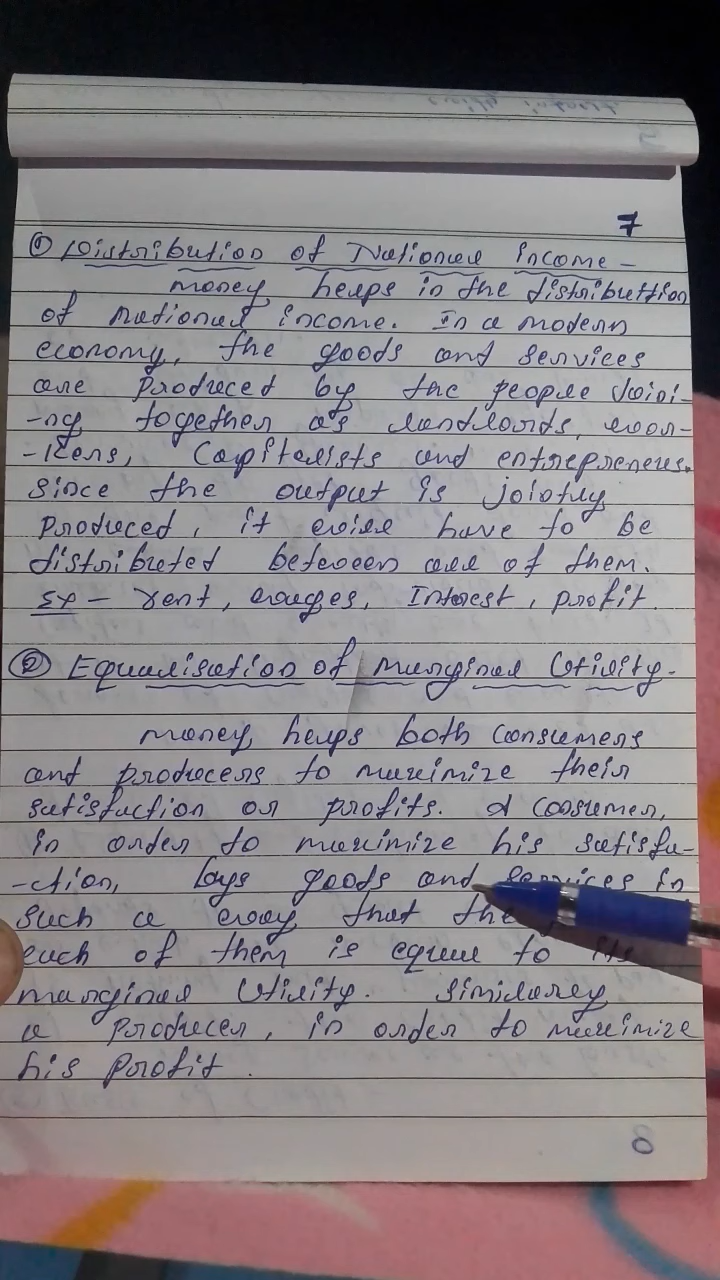 7
① Distribution of National income -
money, helps in the distributtion
of national income. In a modern
economy, the goods and services
are produced by the people Joini-
-ng together as landlords, wor-
-kers, Capitalists and entrepreneurs.
Since the output is jointly
produced, it will have to be
distributed between all of them.
Ex - rent, wages, Interest, profit.
② Equalisation of marginal Utility.
money, helps both consumers
and producers to maximize their
satisfaction or profits. A cosumer,
in order to maximize his satisfa-
-ction, bys goods and services in
such a way that the
each of them is equal to its
marginal Utility. Similarly
a producer, in order to maximize
his profit.
8